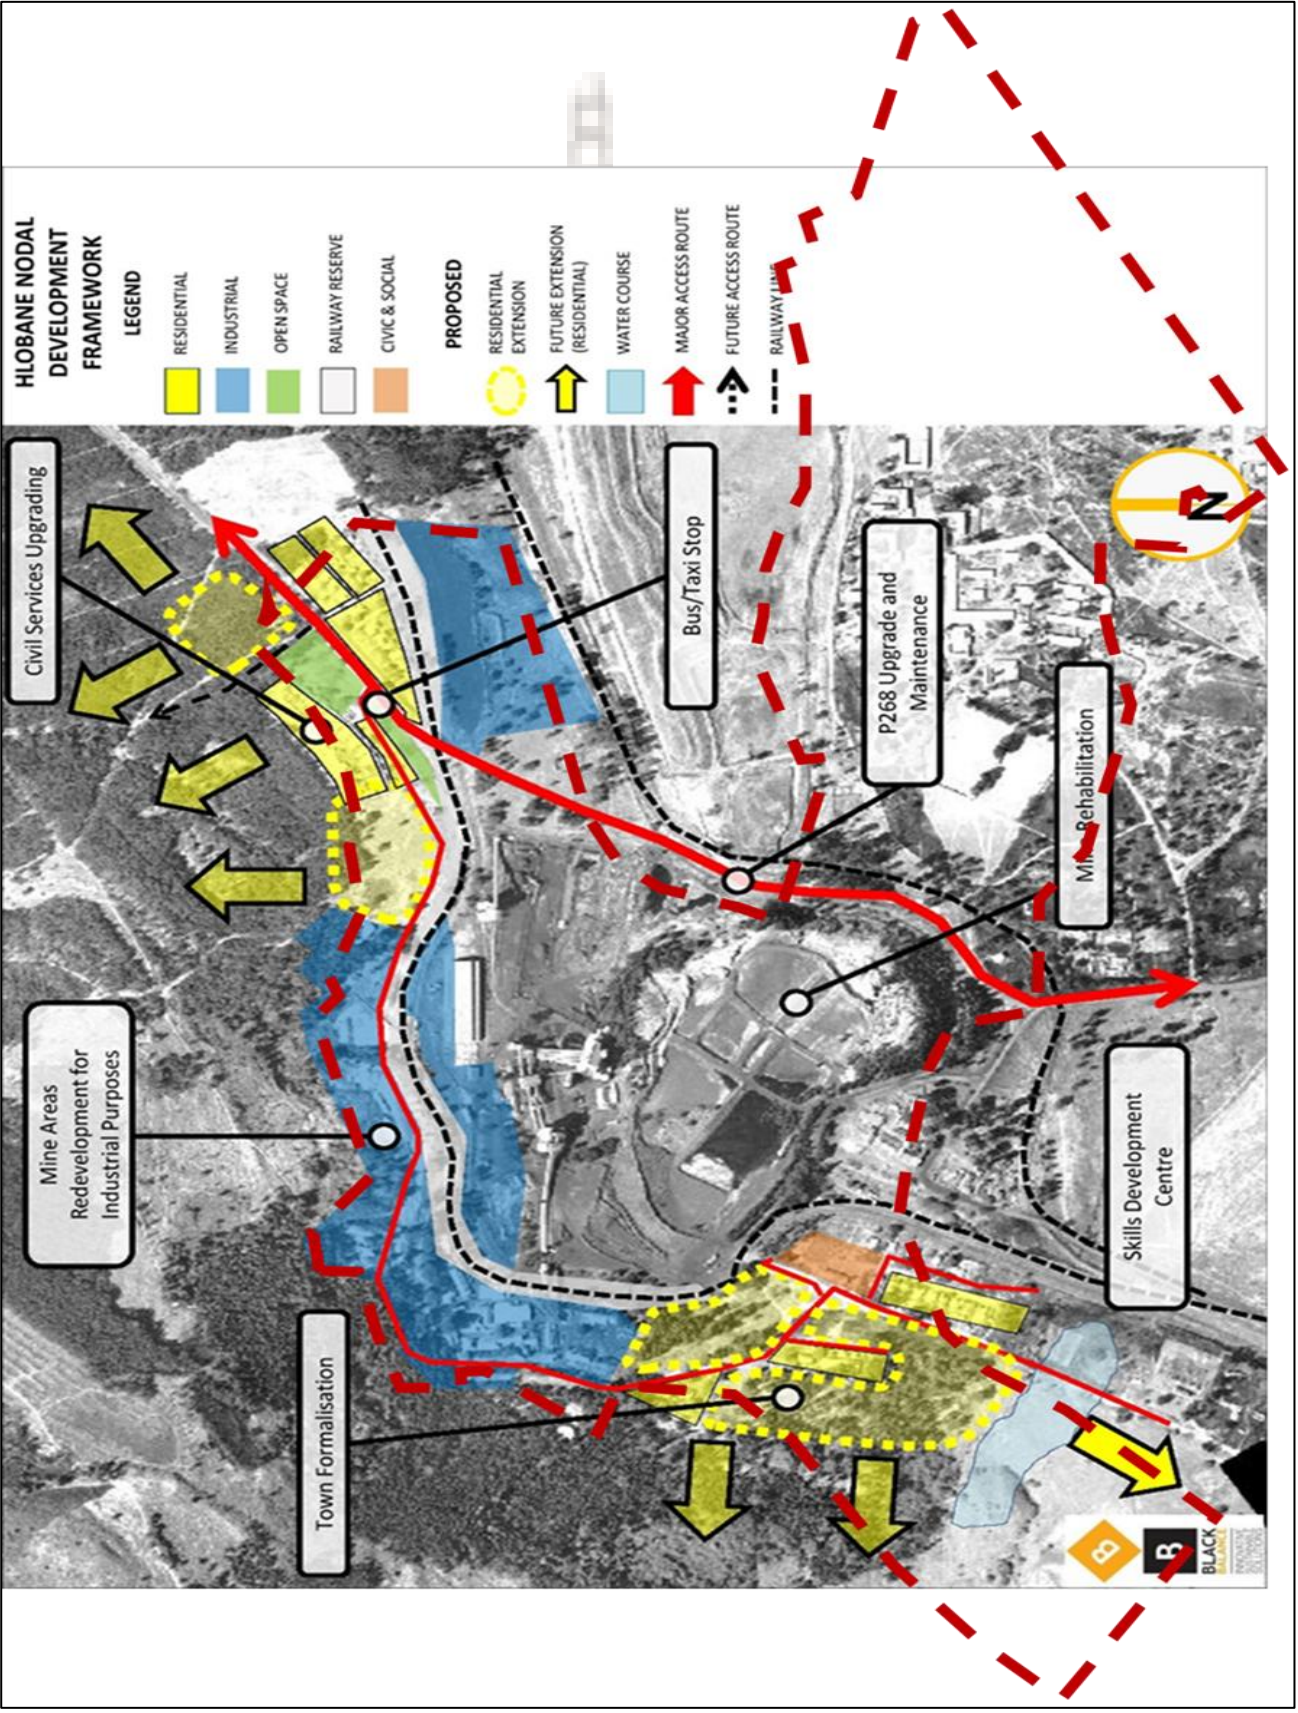 HLOBANE NODAL
DEVELOPMENT
FRAMEWORK
LEGEND
RESIDENTIAL
INDUSTRIAL
OPEN SPACE
RAILWAY RESERVE
CIVIC & SOCIAL
PROPOSED
RESIDENTIAL
EXTENSION
FUTURE EXTENSION
(RESIDENTIAL)
WATER COURSE
MAJOR ACCESS ROUTE
FUTURE ACCESS ROUTE
RAILWAY LINE
Civil Services Upgrading
Bus/Taxi Stop
P268 Upgrade and
Maintenance
Rehabilitation
N
Mine Areas
Redevelopment for
Industrial Purposes
Skills Development
Centre
Town Formalisation
B
B
BLACK
BALANCE